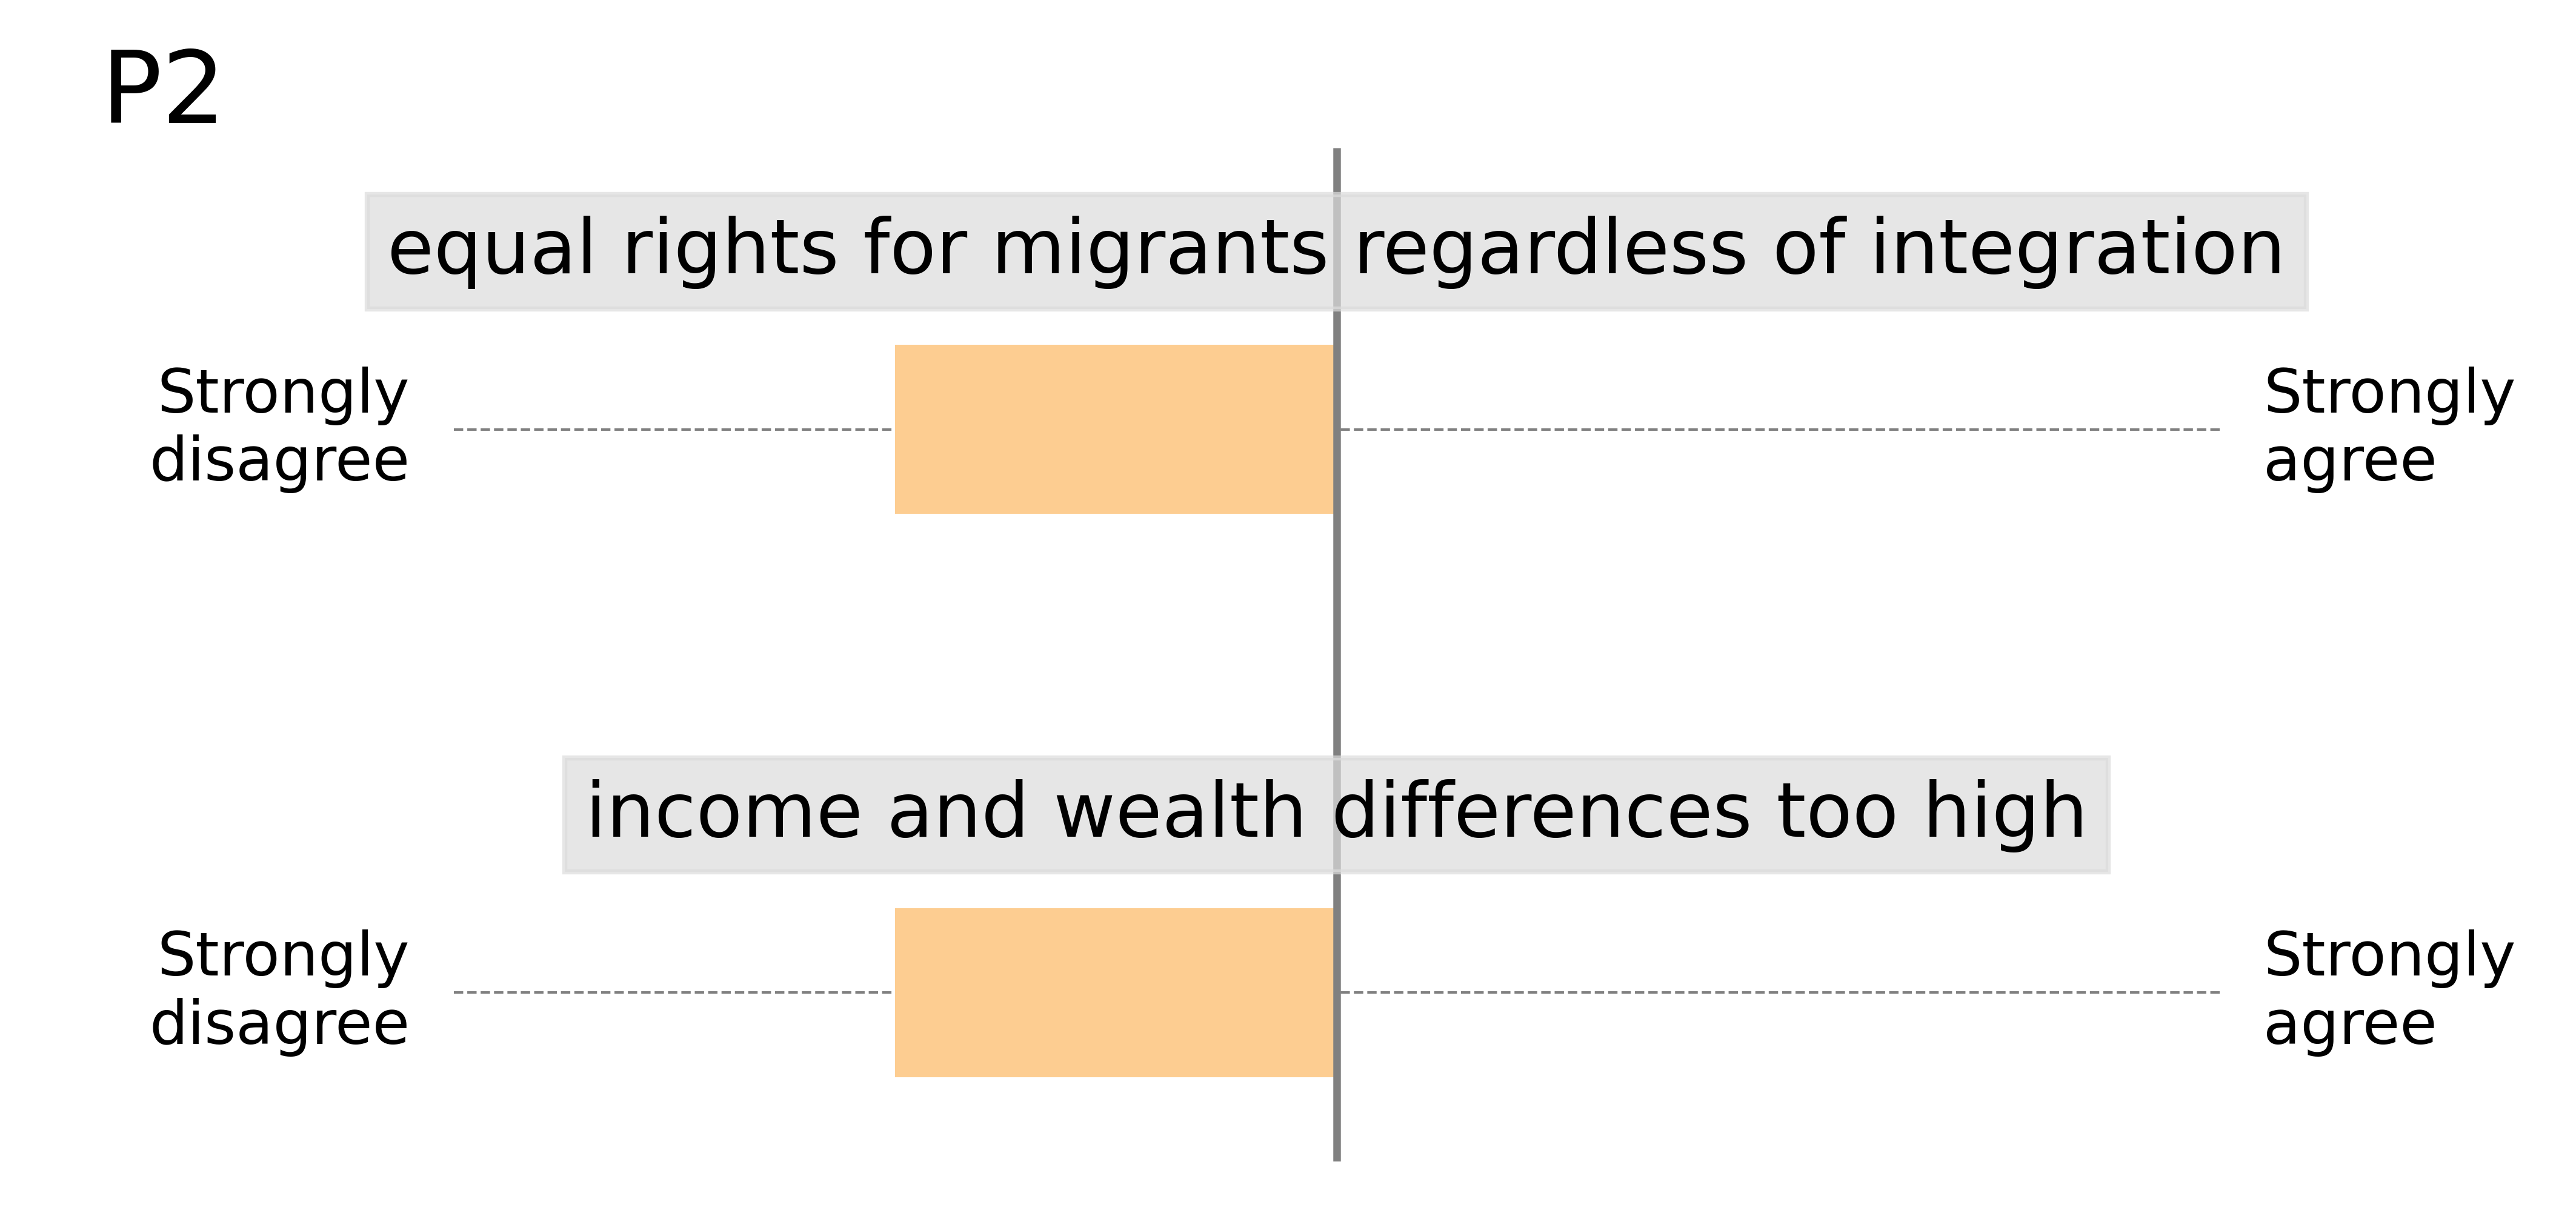 P2
equal rights for migrants regardless of integration
Strongly
disagree
Strongly
agree
income and wealth differences too high
Strongly
disagree
Strongly
agree